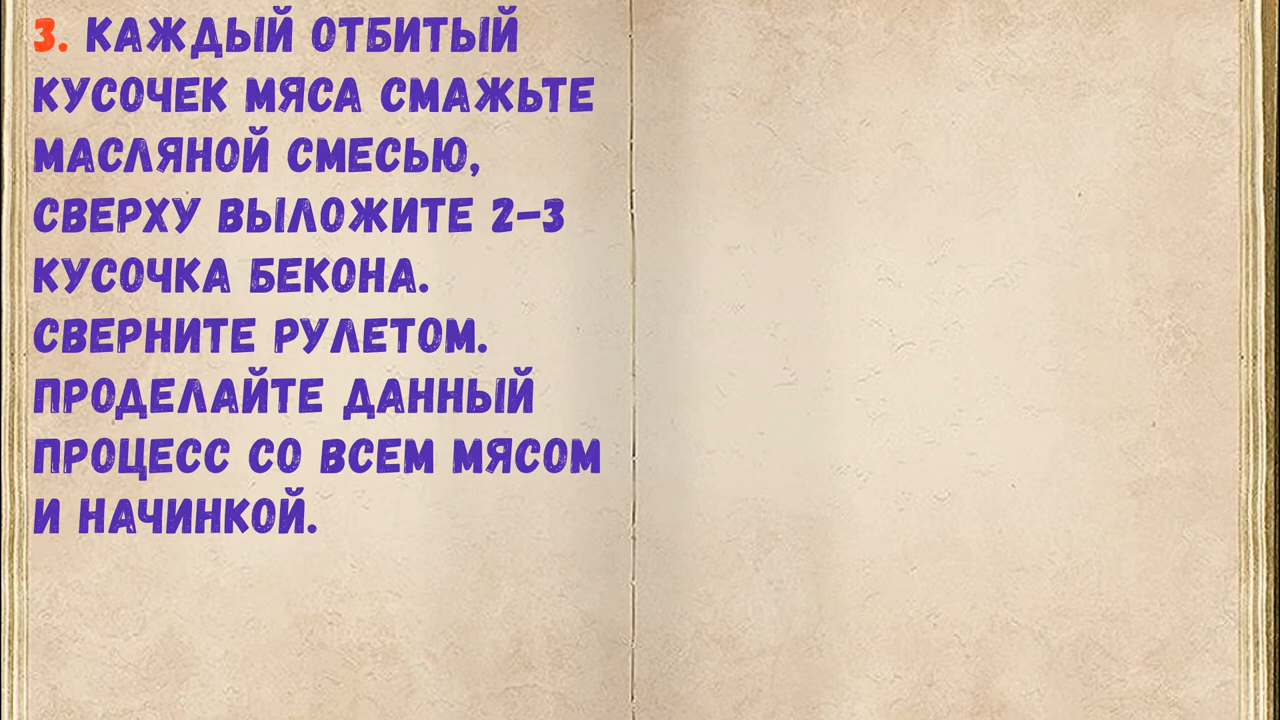 3. КАЖДЫЙ ОТБИТЫЙ
КУСОЧЕК МЯСА СМАЖЬТЕ
МАСЛЯНОЙ СМЕСЬЮ,
СВЕРХУ ВЫЛОЖИТЕ 2-3
КУСОЧКА БЕКОНА.
СВЕРНИТЕ РУЛЕТОМ.
ПРОДЕЛАЙТЕ ДАННЫЙ
ПРОЦЕСС СО ВСЕМ МЯСОМ
И НАЧИНКОЙ.